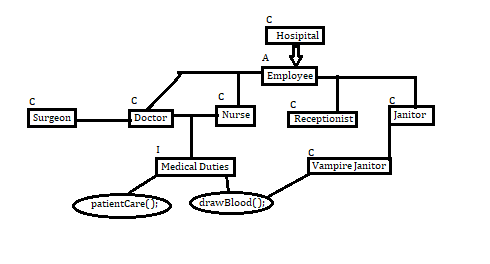 C
Hosipital
A
Employee
C
Surgeon
C
Doctor
C
Nurse
C
Receptionist
C
Janitor
I
Medical Duties
C
Vampire Janitor
patientCare();
drawBlood();